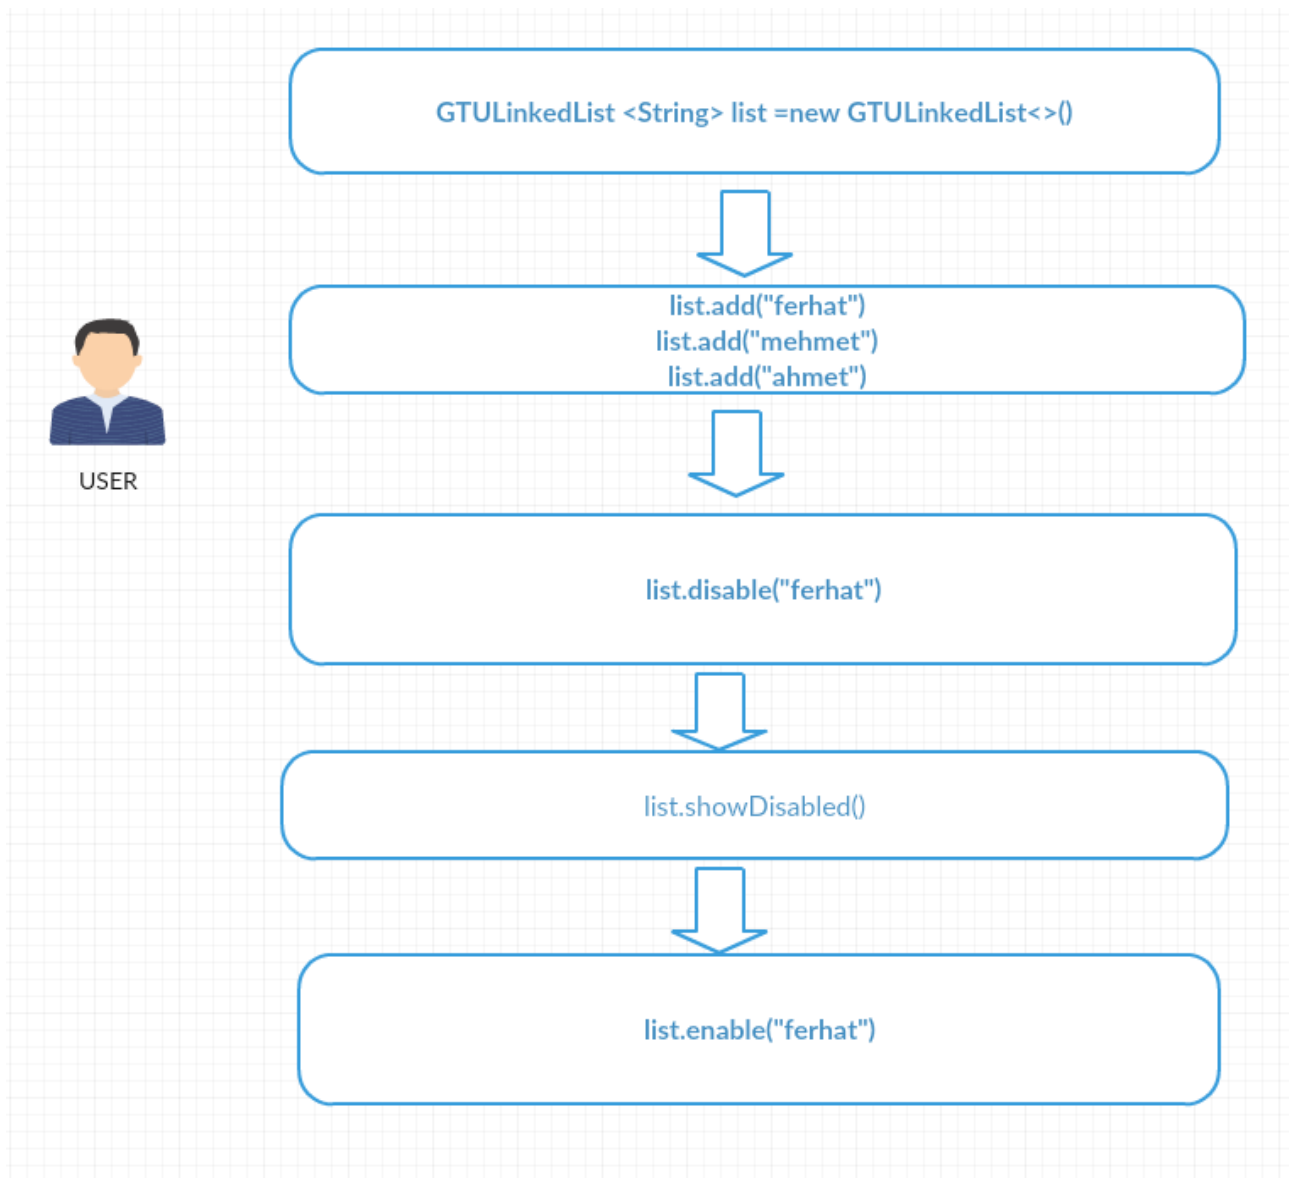 GTULinkedList <String> list =new GTULinkedList<>()
list.add("ferhat")
list.add("mehmet")
list.add("ahmet")
USER
list.disable("ferhat")
list.showDisabled()
list.enable("ferhat")